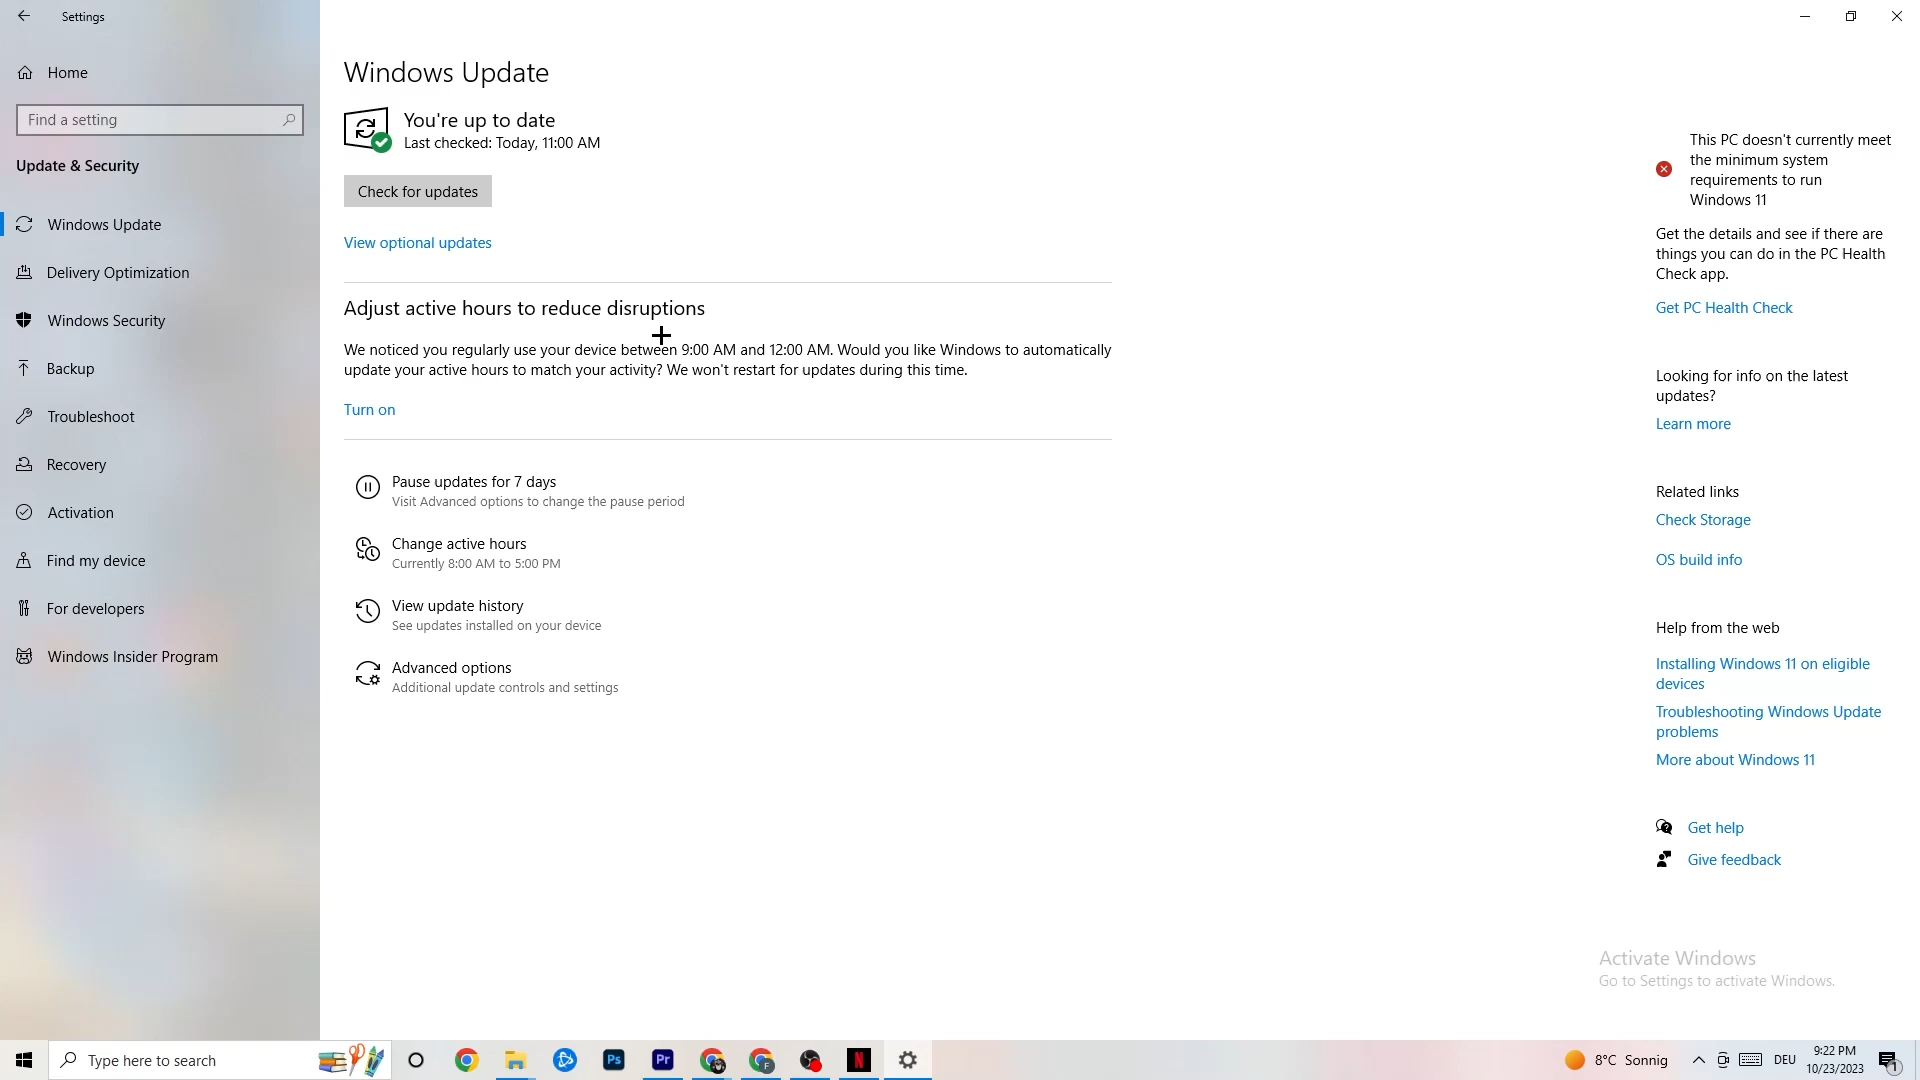 Settings
Home
Find a setting
Update & Security
Windows Update
Delivery Optimization
Windows Security
Backup
Troubleshoot
Recovery
Activation
Find my device
For developers
Windows Insider Program
Windows Update
You're up to date
Last checked: Today, 11:00 AM
Check for updates
View optional updates
Adjust active hours to reduce disruptions
We noticed you regularly use your device between 9:00 AM and 12:00 AM. Would you like Windows to automatically
update your active hours to match your activity? We won't restart for updates during this time.
Turn on
Pause updates for 7 days
Visit Advanced options to change the pause period
Change active hours
Currently 8:00 AM to 5:00 PM
View update history
See updates installed on your device
Advanced options
Additional update controls and settings
This PC doesn't currently meet
the minimum system
requirements to run
Windows 11
Get the details and see if there are
things you can do in the PC Health
Check app.
Get PC Health Check
Looking for info on the latest
updates?
Learn more
Related links
Check Storage
OS build info
Help from the web
Installing Windows 11 on eligible
devices
Troubleshooting Windows Update
problems
More about Windows 11
Get help
Give feedback
Activate Windows
Go to Settings to activate Windows.
Type here to search
Ps
Pr
F
N
8°C Sonnig
DEU
9:22 PM
10/23/2023
1